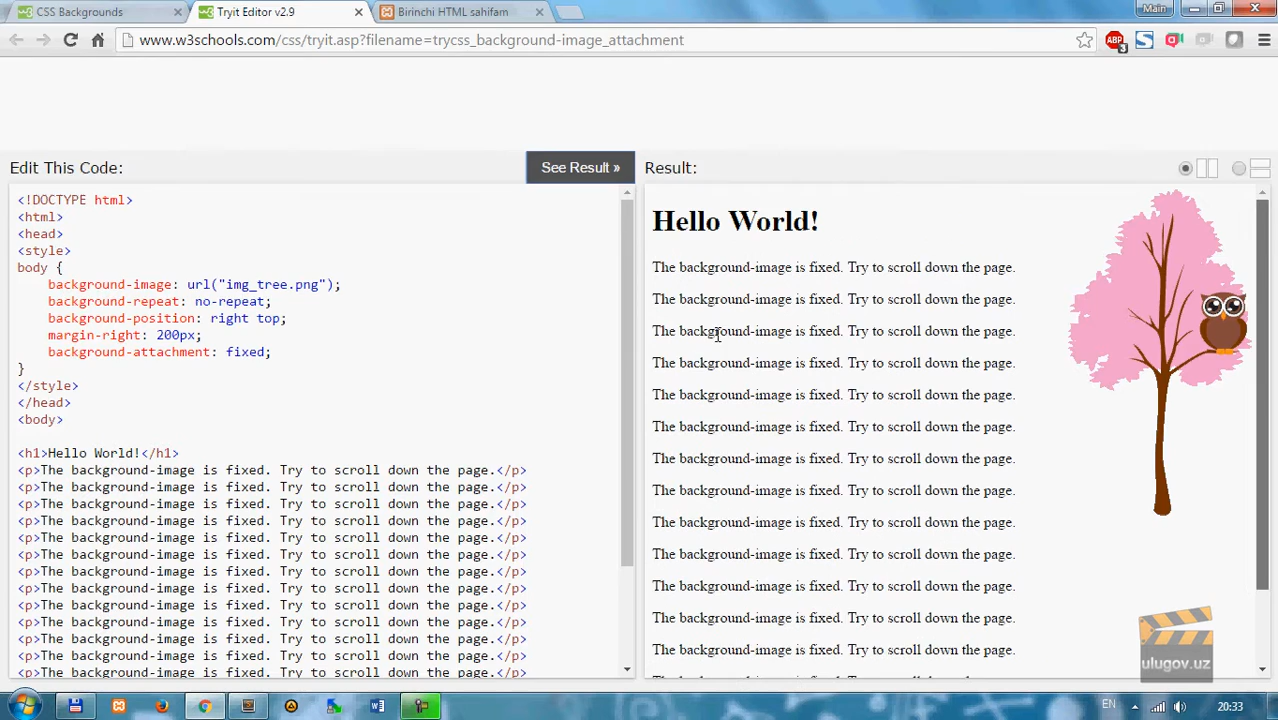 CSS Backgrounds
Tryit Editor v2.9
Birinchi HTML sahifam
Main
www.w3schools.com/css/tryit.asp?filename=trycss_background-image_attachment
ABP
3
Edit This Code:
See Result »
Result:
<!DOCTYPE html>
<html>
<head>
<style>
body {
background-image: url("img_tree.png");
background-repeat: no-repeat;
background-position: right top;
margin-right: 200px;
background-attachment: fixed;
}
</style>
</head>
<body>
<h1>Hello World!</h1>
<p>The background-image is fixed. Try to scroll down the page.</p>
<p>The background-image is fixed. Try to scroll down the page.</p>
<p>The background-image is fixed. Try to scroll down the page.</p>
<p>The background-image is fixed. Try to scroll down the page.</p>
<p>The background-image is fixed. Try to scroll down the page.</p>
<p>The background-image is fixed. Try to scroll down the page.</p>
<p>The background-image is fixed. Try to scroll down the page.</p>
<p>The background-image is fixed. Try to scroll down the page.</p>
<p>The background-image is fixed. Try to scroll down the page.</p>
<p>The background-image is fixed. Try to scroll down the page.</p>
<p>The background-image is fixed. Try to scroll down the page.</p>
<p>The background-image is fixed. Try to scroll down the page.</p>
<p>The background-image is fixed. Try to scroll down the page.</p>
Hello World!
The background-image is fixed. Try to scroll down the page.
The background-image is fixed. Try to scroll down the page.
The background-image is fixed. Try to scroll down the page.
The background-image is fixed. Try to scroll down the page.
The background-image is fixed. Try to scroll down the page.
The background-image is fixed. Try to scroll down the page.
The background-image is fixed. Try to scroll down the page.
The background-image is fixed. Try to scroll down the page.
The background-image is fixed. Try to scroll down the page.
The background-image is fixed. Try to scroll down the page.
The background-image is fixed. Try to scroll down the page.
The background-image is fixed. Try to scroll down the page.
The background-image is fixed. Try to scroll down the page.
ulugov.uz
EN
20:33